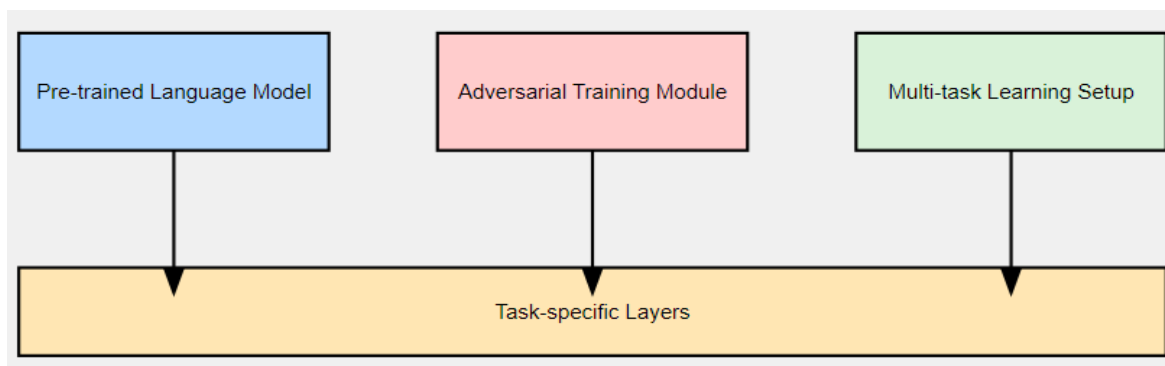 Pre-trained Language Model
Adversarial Training Module
Multi-task Learning Setup
Task-specific Layers